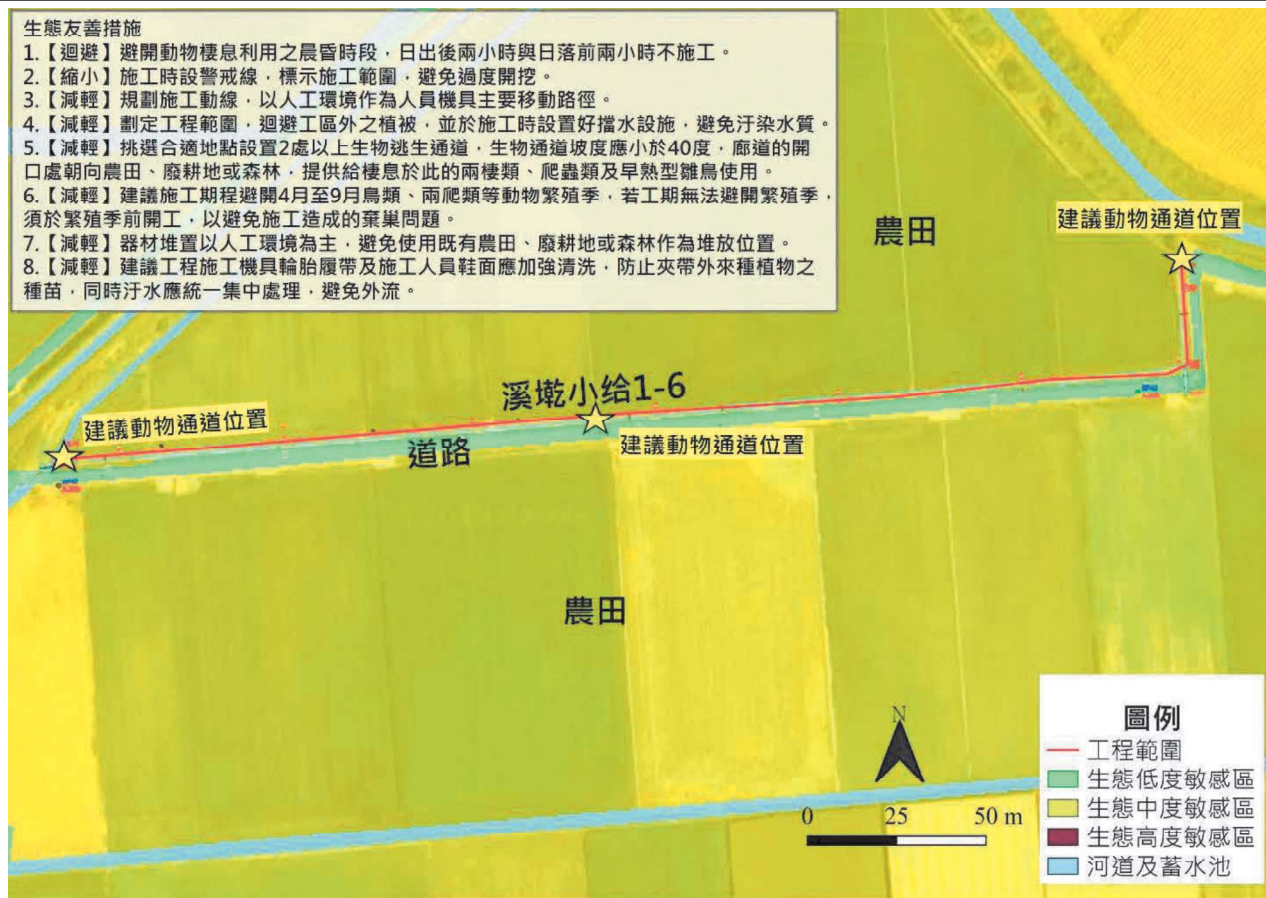 生態友善措施
1.【迴避】避開動物棲息利用之晨昏時段，日出後兩小時與日落前兩小時不施工。
2.【縮小】施工時設警戒線，標示施工範圍，避免過度開挖。
3.【減輕】規劃施工動線，以人工環境作為人員機具主要移動路徑。
4.【減輕】劃定工程範圍，迴避工區外之植被，並於施工時設置好擋水設施，避免汙染水質。
5.【減輕】挑選合適地點設置2處以上生物逃生通道，生物通道坡度應小於40度，廊道的開
口處朝向農田、廢耕地或森林，提供給棲息於此的兩棲類、爬蟲類及早熟型雛鳥使用。
6.【減輕】建議施工期程避開4月至9月鳥類、兩爬類等動物繁殖季，若工期無法避開繁殖季，
須於繁殖季前開工，以避免施工造成的棄巢問題。
7.【減輕】器材堆置以人工環境為主，避免使用既有農田、廢耕地或森林作為堆放位置。
8.【減輕】建議工程施工機具輪胎履帶及施工人員鞋面應加強清洗，防止夾帶外來種植物之
種苗，同時汙水應統一集中處理，避免外流。
農田
建議動物通道位置
溪墘小给1-6
建議動物通道位置
建議動物通道位置
道路
農田
N
0 25 50 m
圖例
工程範圍
生態低度敏感區
生態中度敏感區
生態高度敏感區
河道及蓄水池